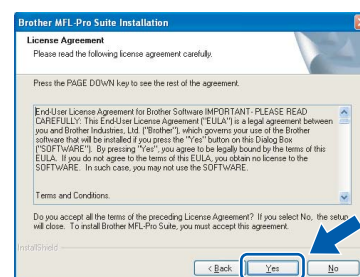 Brother MFL-Pro Suite Installation
License Agreement
Please read the following license agreement carefully.
Press the PAGE DOWN key to see the rest of the agreement.
End-User License Agreement for Brother Software IMPORTANT- PLEASE READ
CAREFULLY: This End-User License Agreement ("EULA") is a legal agreement between
you and Brother Industries, Ltd. ("Brother"), which governs your use of the Brother
software that will be installed if you press the "Yes" button on this Dialog Box
("SOFTWARE"). By pressing "Yes", you agree to be legally bound by the terms of this
EULA. If you do not agree to the terms of this EULA, you obtain no license to the
SOFTWARE. In such case, you may not use the SOFTWARE.
Terms and Conditions.
Do you accept all the terms of the preceding License Agreement? If you select No, the setup
will close. To install Brother MFL-Pro Suite, you must accept this agreement.
InstallShield
< Back
Yes
No